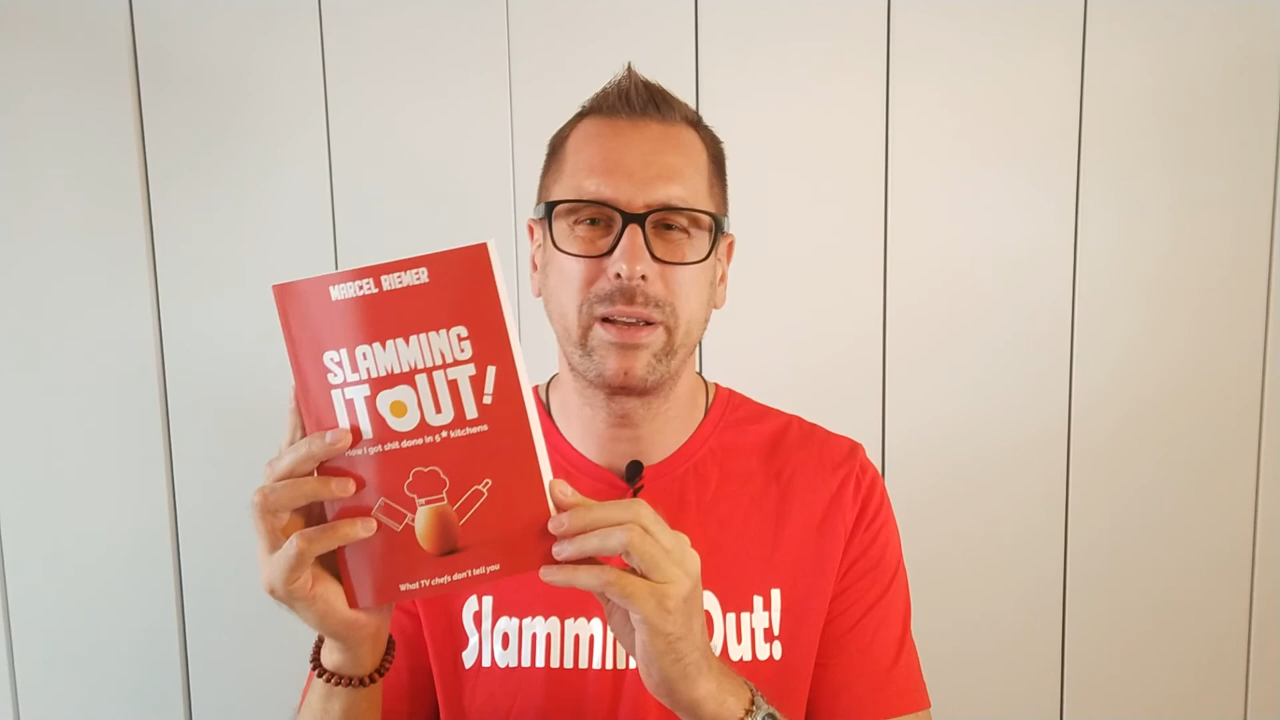 MARCEL RIEMER
SLAMMING
IT OUT!
How I got shit done in 5* kitchens
What TV chefs don't tell you
Slammi Out!